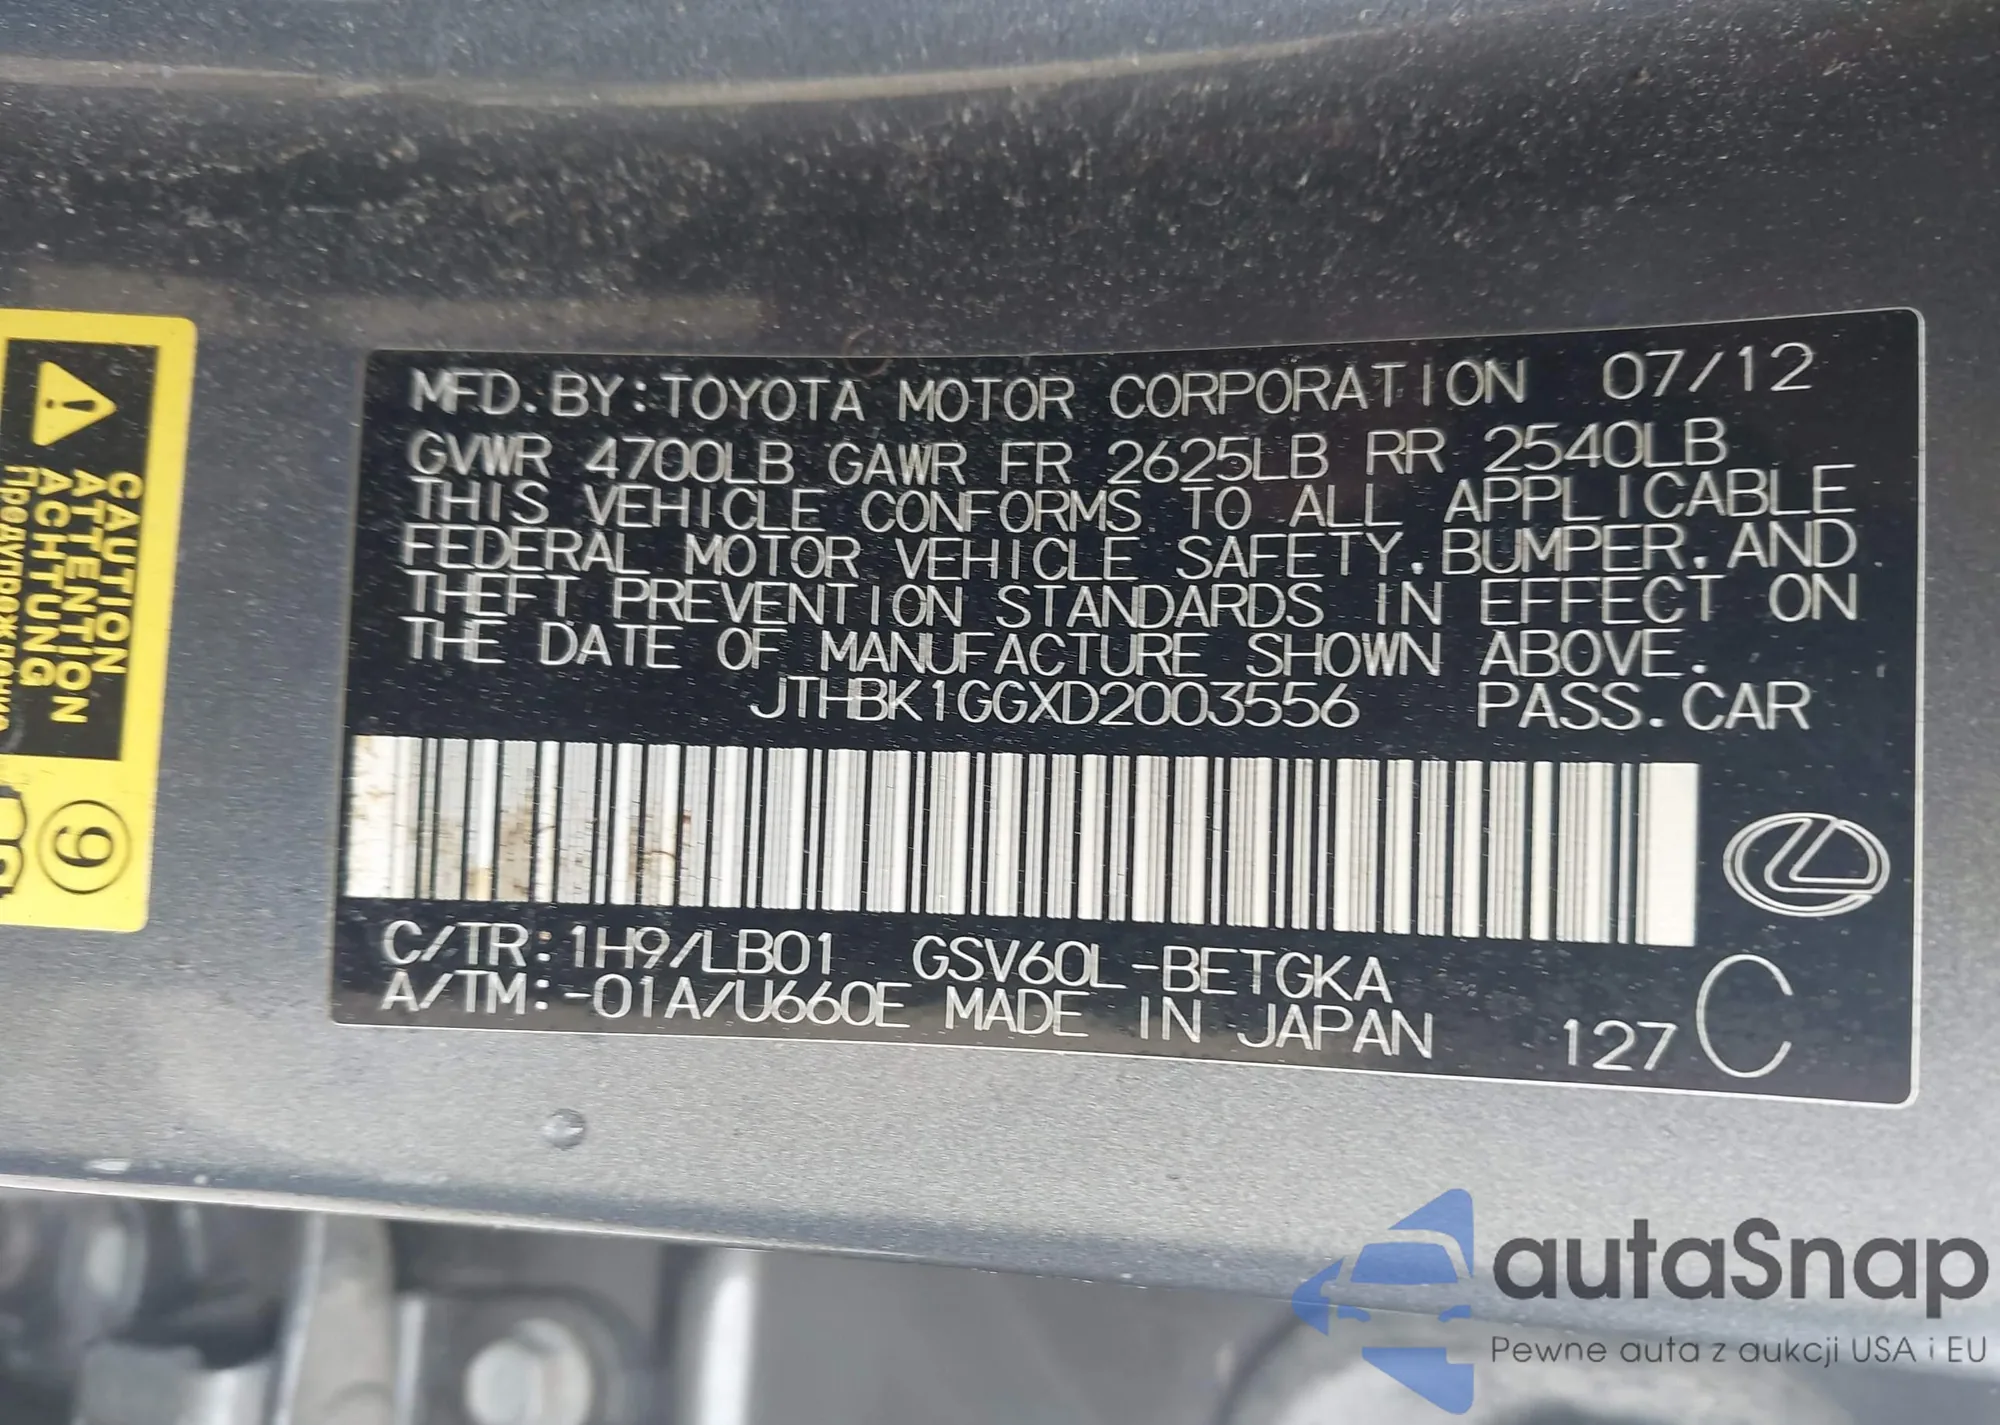 MFD. BY: TOYOTA MOTOR CORPORATION 07/12
GVWR 4700LB GAWR FR 2625LB RR 2540LB
THIS VEHICLE CONFORMS TO ALL APPLICABLE
FEDERAL MOTOR VEHICLE SAFETY, BUMPER, AND
THEFT PREVENTION STANDARDS IN EFFECT ON
THE DATE OF MANUFACTURE SHOWN ABOVE.
JTHBK1GGXD2003556 PASS. CAR
C/TR: 1H9/LB01 GSV60L-BETGKA
A/TM: -01A/U660E MADE IN JAPAN 127 C
CAUTION
ATTENTION
ACHTUNG
9
autaSnap
Pewne auta z aukcji USA i EU